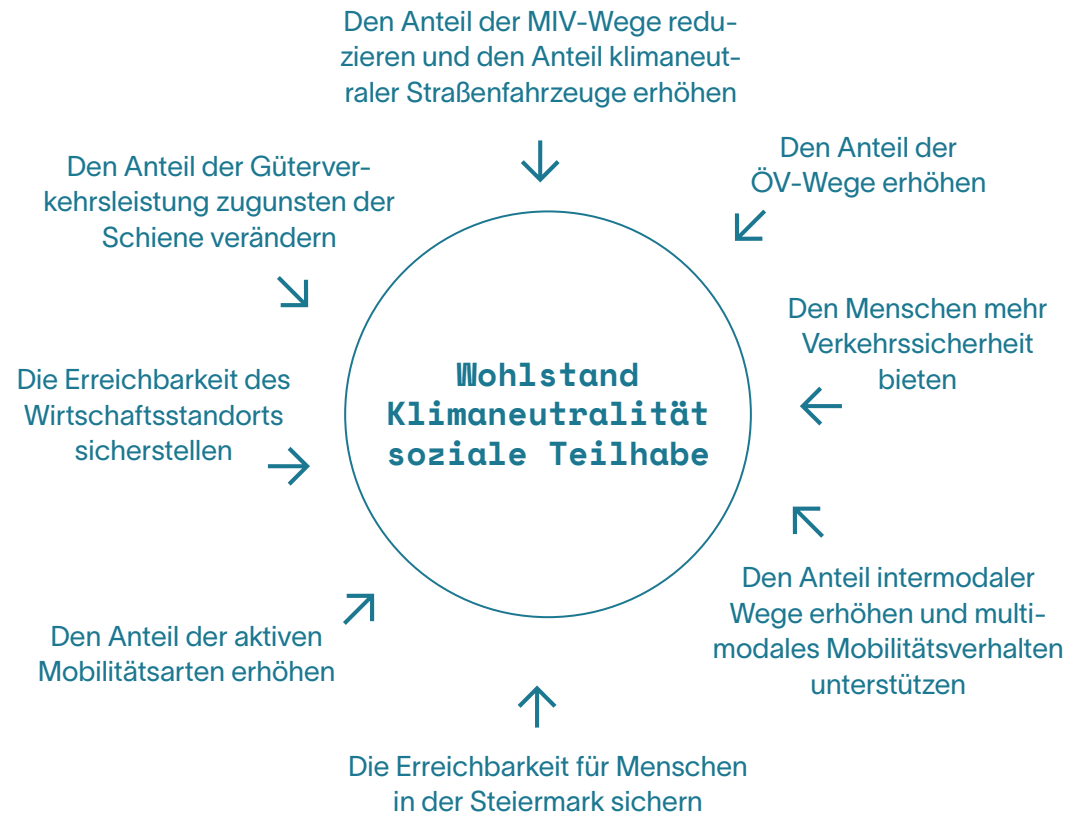 Den Anteil der MIV-Wege redu-
zieren und den Anteil klimaneut-
raler Straßenfahrzeuge erhöhen
Den Anteil der
ÖV-Wege erhöhen
Den Menschen mehr
Verkehrssicherheit
bieten
Den Anteil intermodaler
Wege erhöhen und multi-
modales Mobilitätsverhalten
unterstützen
Die Erreichbarkeit für Menschen
in der Steiermark sichern
Den Anteil der aktiven
Mobilitätsarten erhöhen
Die Erreichbarkeit des
Wirtschaftsstandorts
sicherstellen
Den Anteil der Güterver-
kehrsleistung zugunsten der
Schiene verändern
Wohlstand
Klimaneutralität
soziale Teilhabe